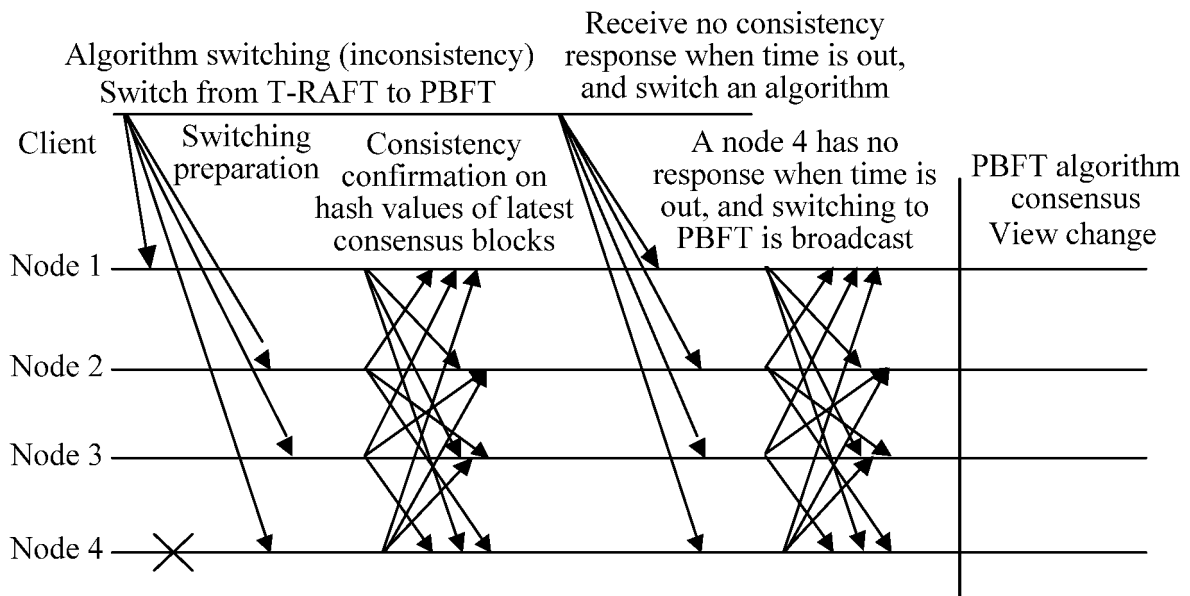 Algorithm switching (inconsistency)
Switch from T-RAFT to PBFT
Receive no consistency
response when time is out,
and switch an algorithm
Client
Switching
preparation
Consistency
confirmation on
hash values of latest
consensus blocks
A node 4 has no
response when time is
out, and switching to
PBFT is broadcast
PBFT algorithm
consensus
View change
Node 1
Node 2
Node 3
Node 4